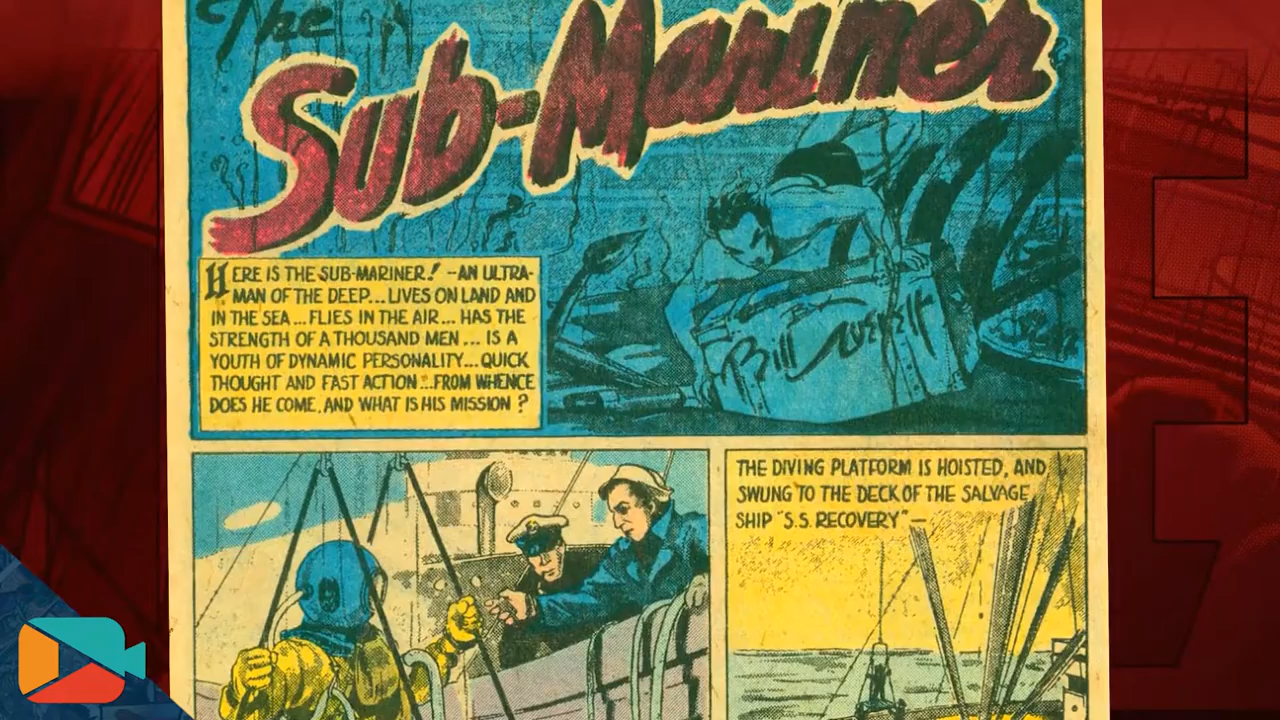 The
Sub-Mariner
HERE IS THE SUB-MARINER! –AN ULTRA-
MAN OF THE DEEP... LIVES ON LAND AND
IN THE SEA... FLIES IN THE AIR... HAS THE
STRENGTH OF A THOUSAND MEN... IS A
YOUTH OF DYNAMIC PERSONALITY... QUICK
THOUGHT AND FAST ACTION... FROM WHENCE
DOES HE COME, AND WHAT IS HIS MISSION ?
Bill Everett
THE DIVING PLATFORM IS HOISTED, AND
SWUNG TO THE DECK OF THE SALVAGE
SHIP "S.S. RECOVERY"—